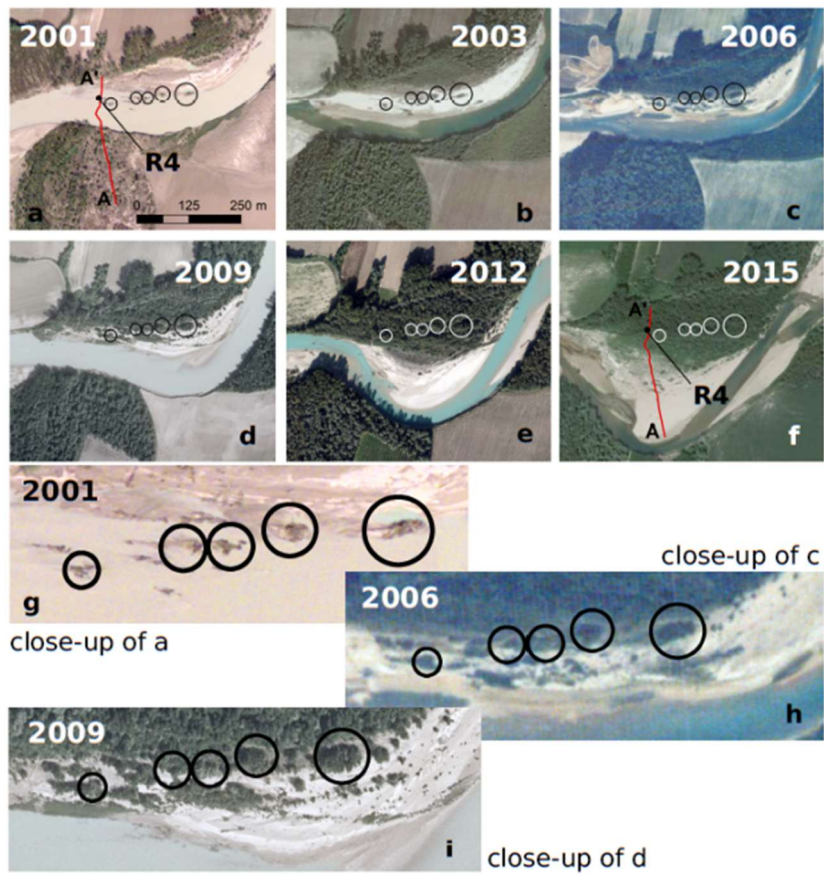 2001
A'
R4
A
0 125 250 m
a
2003
b
2006
c
2009
d
2012
e
2015
A'
R4
A
f
2001
g
close-up of a
close-up of c
2006
h
2009
i
close-up of d